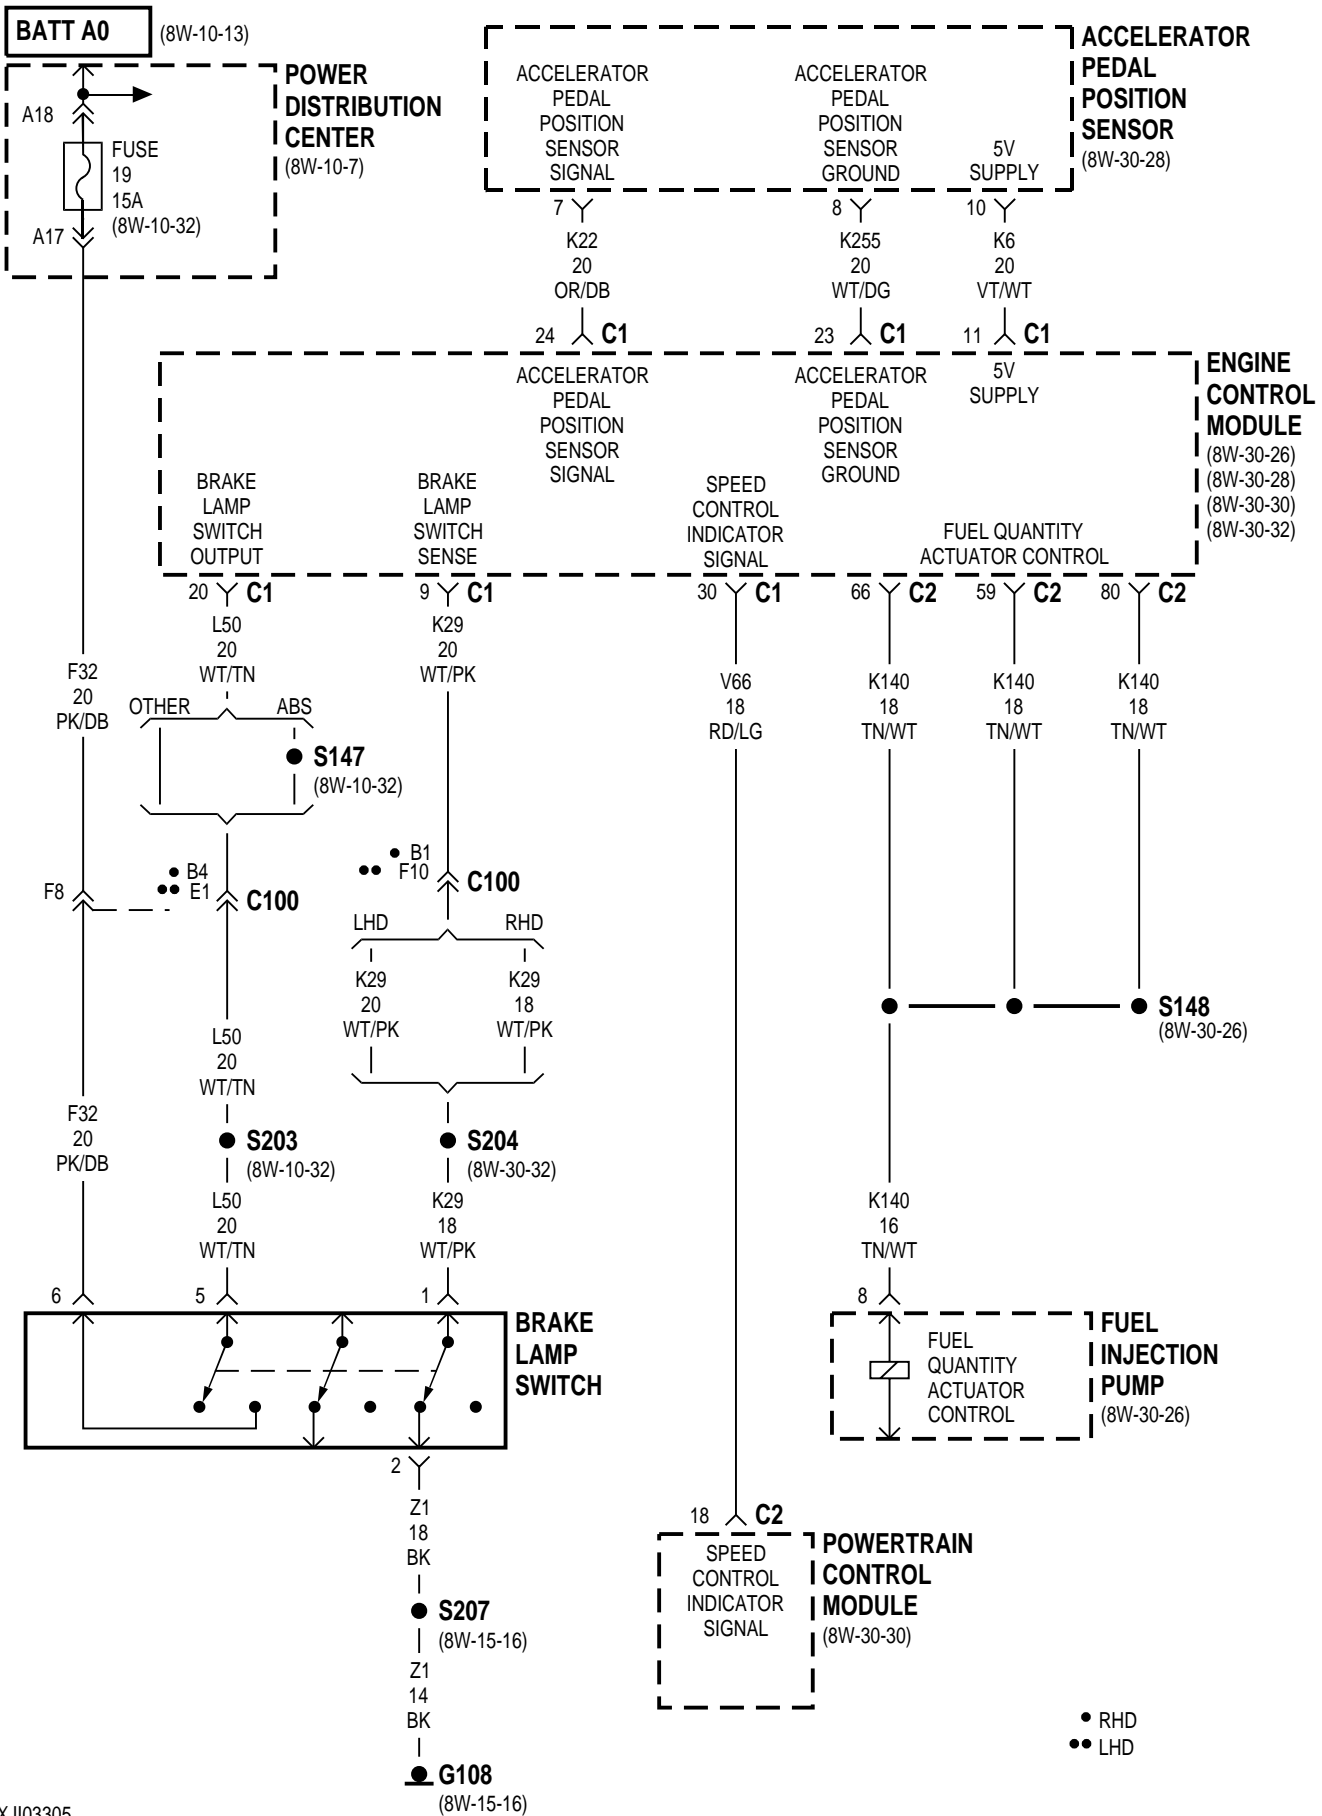 BATT A0 (8W-10-13)
POWER
DISTRIBUTION
CENTER
(8W-10-7)
A18
FUSE
19
15A
(8W-10-32)
A17
ACCELERATOR
PEDAL
POSITION
SENSOR
(8W-30-28)
ACCELERATOR
PEDAL
POSITION
SENSOR
SIGNAL
ACCELERATOR
PEDAL
POSITION
SENSOR
GROUND
5V
SUPPLY
7
K22
20
OR/DB
24 C1
8
K255
20
WT/DG
23 C1
10
K6
20
VT/WT
11 C1
ENGINE
CONTROL
MODULE
(8W-30-26)
(8W-30-28)
(8W-30-30)
(8W-30-32)
ACCELERATOR
PEDAL
POSITION
SENSOR
SIGNAL
ACCELERATOR
PEDAL
POSITION
SENSOR
GROUND
5V
SUPPLY
BRAKE
LAMP
SWITCH
OUTPUT
BRAKE
LAMP
SWITCH
SENSE
SPEED
CONTROL
INDICATOR
SIGNAL
FUEL QUANTITY
ACTUATOR CONTROL
20 C1
L50
20
WT/TN
9 C1
K29
20
WT/PK
30 C1
V66
18
RD/LG
66 C2
K140
18
TN/WT
59 C2
K140
18
TN/WT
80 C2
K140
18
TN/WT
F32
20
PK/DB
OTHER ABS
S147
(8W-10-32)
F8
B4
E1
C100
B1
F10
C100
LHD RHD
K29
20
WT/PK
K29
18
WT/PK
S148
(8W-30-26)
L50
20
WT/TN
F32
20
PK/DB
S203
(8W-10-32)
S204
(8W-30-32)
L50
20
WT/TN
K29
18
WT/PK
K140
16
TN/WT
6 5 1
BRAKE
LAMP
SWITCH
8
FUEL
QUANTITY
ACTUATOR
CONTROL
FUEL
INJECTION
PUMP
(8W-30-26)
2
Z1
18
BK
S207
(8W-15-16)
Z1
14
BK
G108
(8W-15-16)
18 C2
SPEED
CONTROL
INDICATOR
SIGNAL
POWERTRAIN
CONTROL
MODULE
(8W-30-30)
RHD
LHD